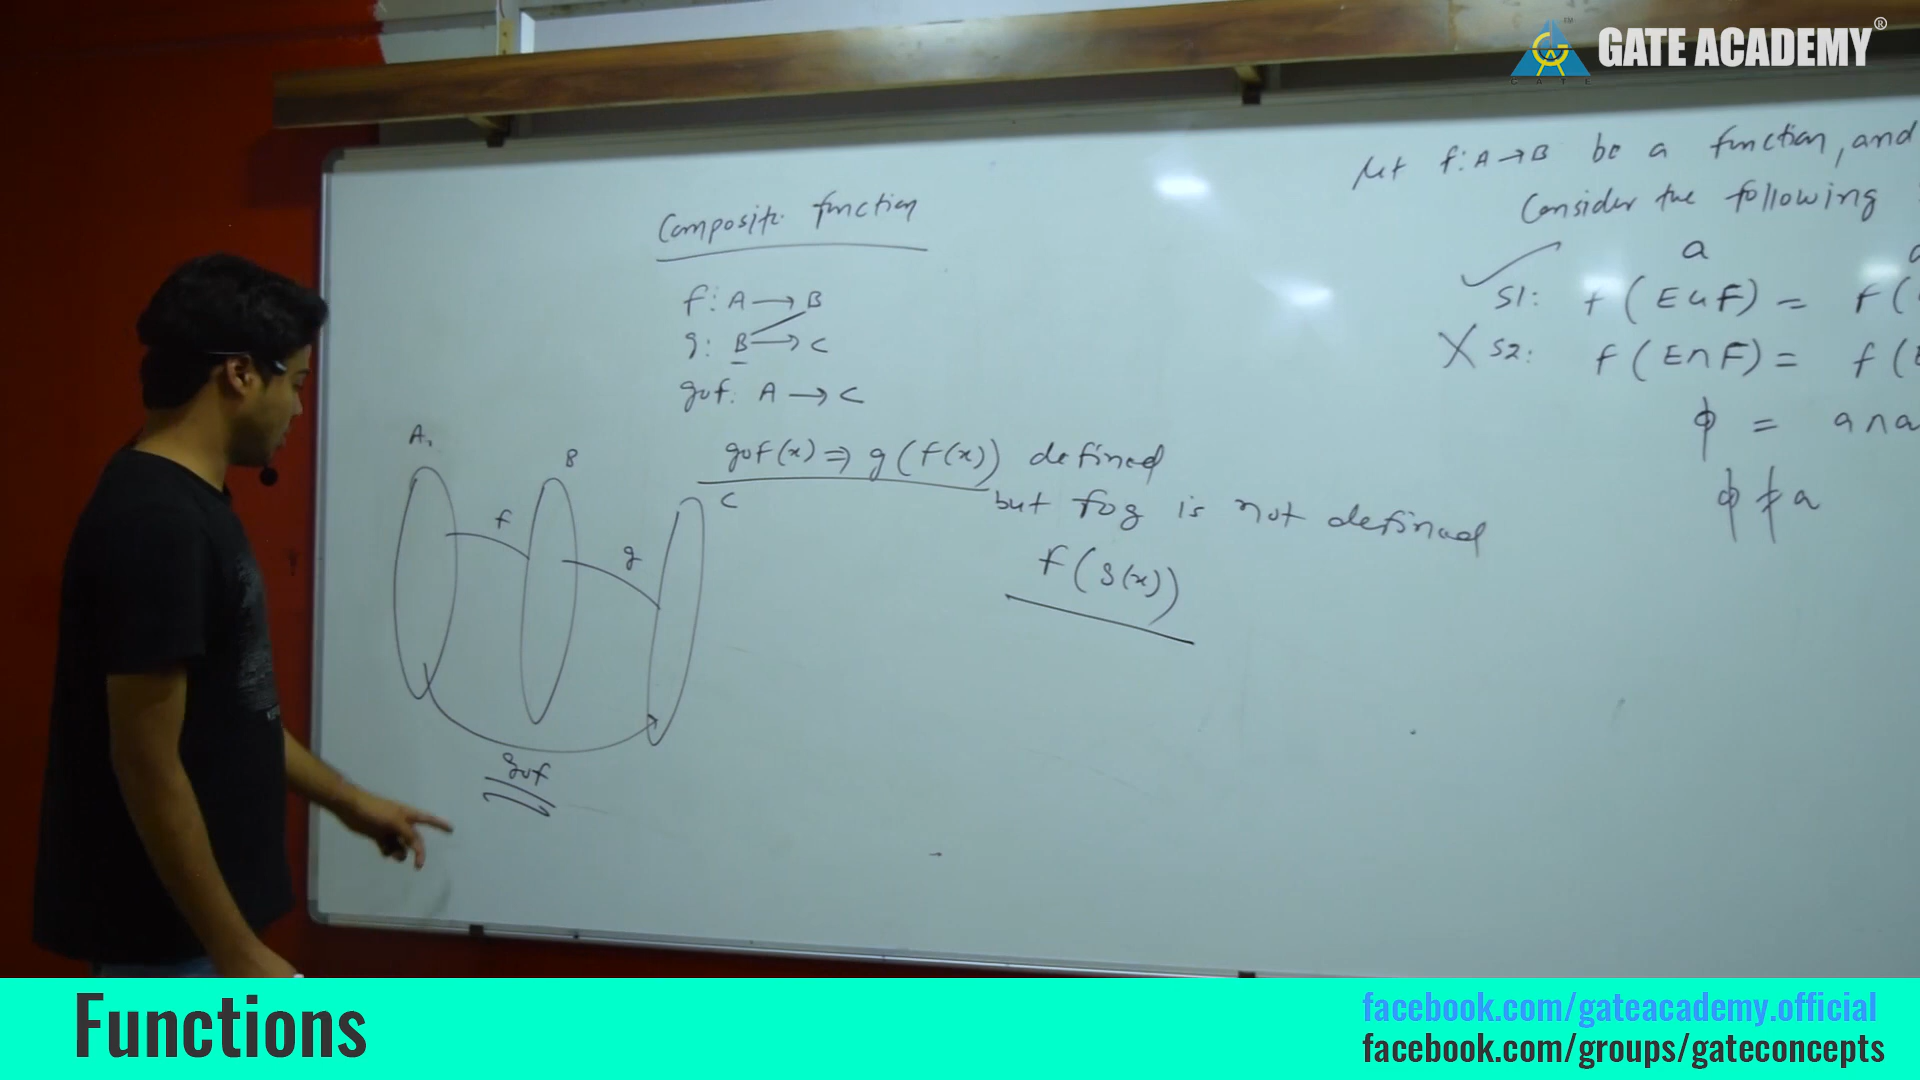 GATE ACADEMY®
GATE
Composite function
f: A → B
g: B → C
gof: A → C
gof(x) ⇒ g(f(x)) defined
but fog is not defined
f(g(x))
A
B
C
f
g
gof
Let f: A → B be a function, and
Consider the following
a
S1: f(E∪F) = f(
X S2: f(E∩F) = f(E
ϕ = a∩a
ϕ ≠ a
Functions
facebook.com/gateacademy.official
facebook.com/groups/gateconcepts